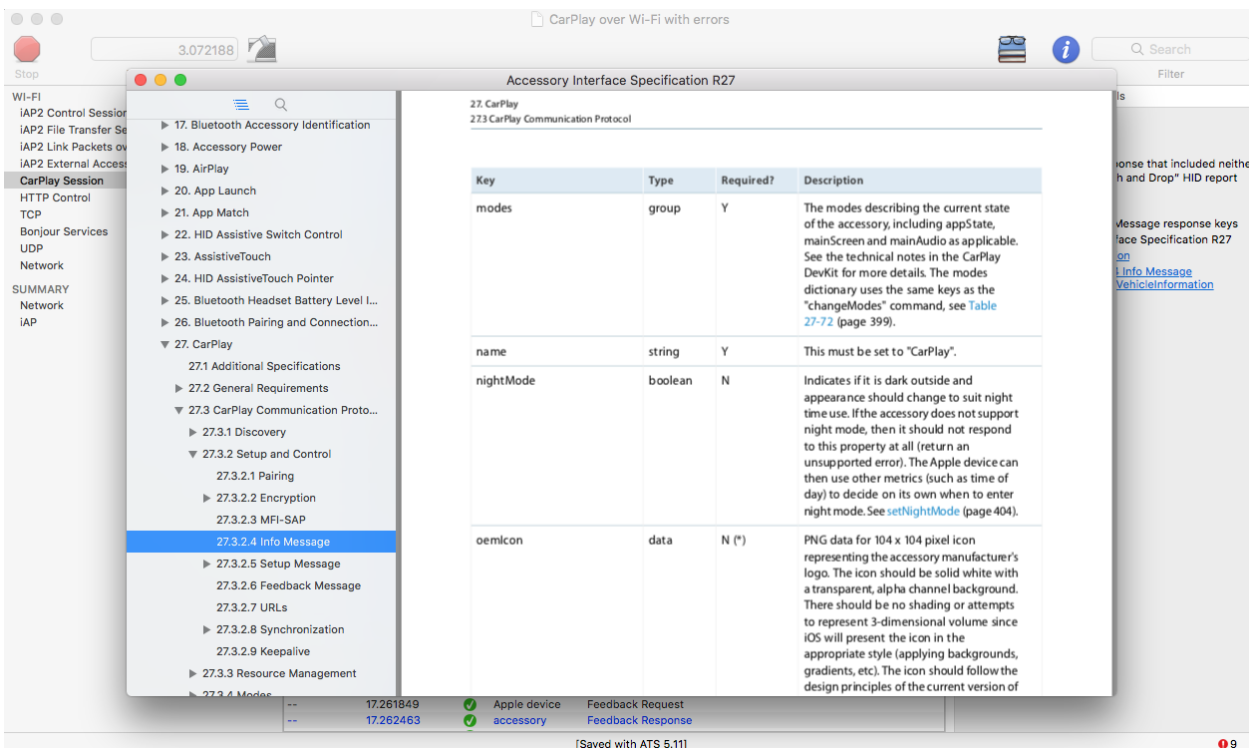 CarPlay over Wi-Fi with errors
3.072188
Search
Stop
Filter
Accessory Interface Specification R27
WI-FI
iAP2 Control Session
iAP2 File Transfer Se
iAP2 Link Packets ov
iAP2 External Access
CarPlay Session
HTTP Control
TCP
Bonjour Services
UDP
Network
SUMMARY
Network
iAP
17. Bluetooth Accessory Identification
18. Accessory Power
19. AirPlay
20. App Launch
21. App Match
22. HID Assistive Switch Control
23. AssistiveTouch
24. HID AssistiveTouch Pointer
25. Bluetooth Headset Battery Level I...
26. Bluetooth Pairing and Connection...
27. CarPlay
27.1 Additional Specifications
27.2 General Requirements
27.3 CarPlay Communication Proto...
27.3.1 Discovery
27.3.2 Setup and Control
27.3.2.1 Pairing
27.3.2.2 Encryption
27.3.2.3 MFI-SAP
27.3.2.4 Info Message
27.3.2.5 Setup Message
27.3.2.6 Feedback Message
27.3.2.7 URLs
27.3.2.8 Synchronization
27.3.2.9 Keepalive
27.3.3 Resource Management
27.3.4 Modes
27. CarPlay
27.3 CarPlay Communication Protocol
Key Type Required? Description
modes group Y The modes describing the current state
of the accessory, including appState,
mainScreen and mainAudio as applicable.
See the technical notes in the CarPlay
DevKit for more details. The modes
dictionary uses the same keys as the
"changeModes" command, see Table
27-72 (page 399).
name string Y This must be set to "CarPlay".
nightMode boolean N Indicates if it is dark outside and
appearance should change to suit night
time use. If the accessory does not support
night mode, then it should not respond
to this property at all (return an
unsupported error). The Apple device can
then use other metrics (such as time of
day) to decide on its own when to enter
night mode. See setNightMode (page 404).
oemIcon data N (*) PNG data for 104 x 104 pixel icon
representing the accessory manufacturer's
logo. The icon should be solid white with
a transparent, alpha channel background.
There should be no shading or attempts
to represent 3-dimensional volume since
iOS will present the icon in the
appropriate style (applying backgrounds,
gradients, etc). The icon should follow the
design principles of the current version of
ls
onse that included neithe
h and Drop" HID report
Message response keys
face Specification R27
on
4 Info Message
VehicleInformation
-- 17.261849 Apple device Feedback Request
-- 17.262463 accessory Feedback Response
[Saved with ATS 5.11]
9